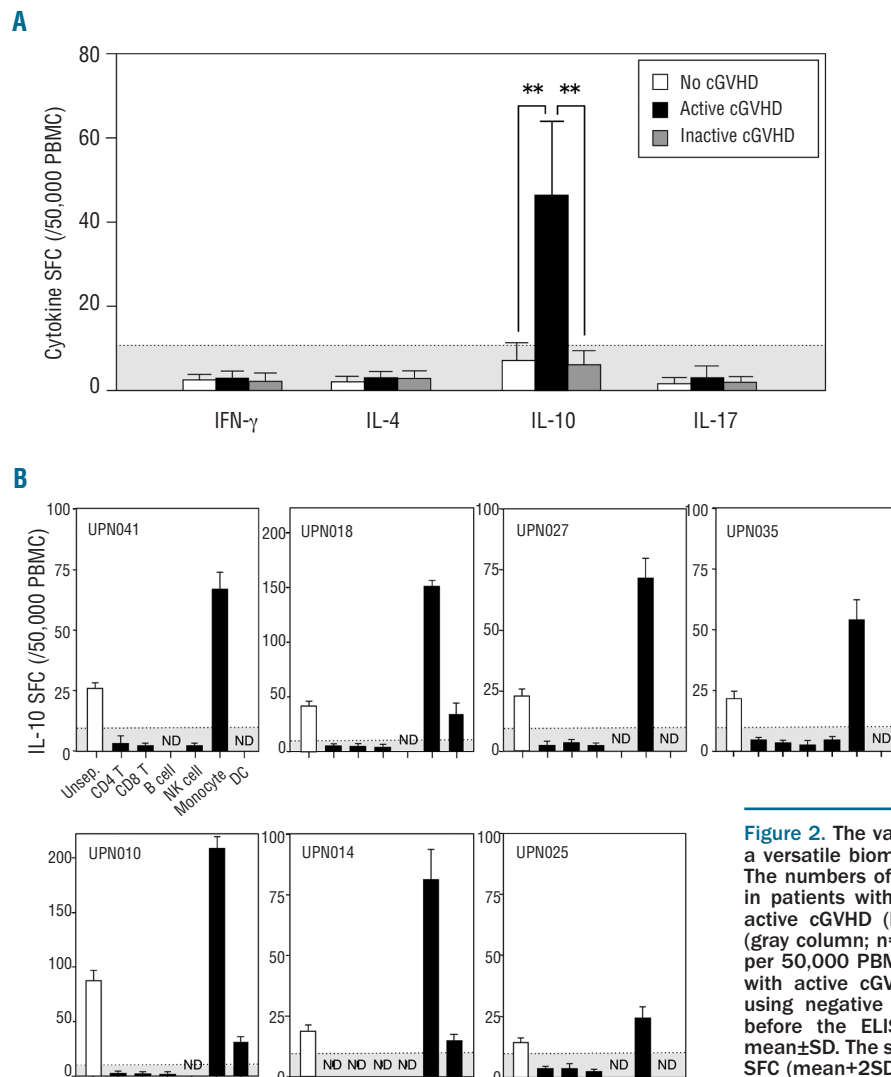 A
80
60
40
20
0
Cytokine SFC (/50,000 PBMC)
** **
No cGVHD
Active cGVHD
Inactive cGVHD
IFN-γ IL-4 IL-10 IL-17
B
IL-10 SFC (/50,000 PBMC)
100
75
50
25
0
UPN041
ND ND
Unsep. CD4 T CD8 T B cell NK cell Monocyte DC
200
150
100
50
0
UPN018
ND
100
75
50
25
0
UPN027
ND ND
100
75
50
25
0
UPN035
ND
200
150
100
50
0
UPN010
ND
100
75
50
25
0
UPN014
ND ND ND ND
100
75
50
25
0
UPN025
ND ND
Figure 2. The va
a versatile biom
The numbers of
in patients with
active cGVHD (
(gray column; n=
per 50,000 PBM
with active cGV
using negative
before the ELIS
mean±SD. The s
SFC (mean+2SD